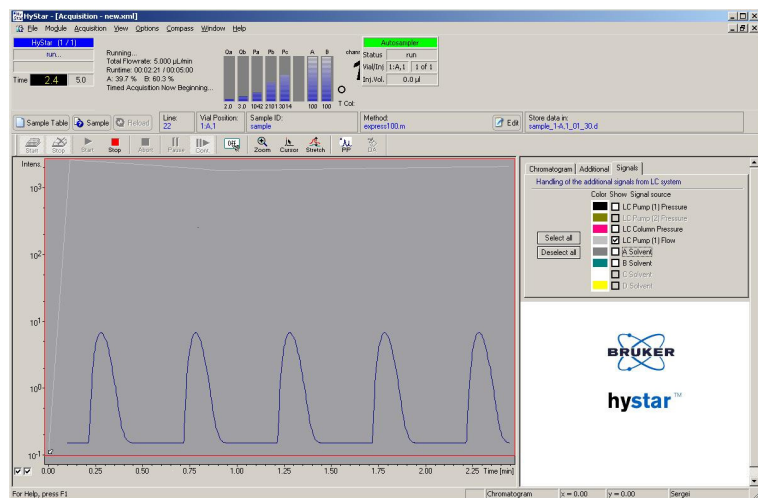 HyStar - [Acquisition - new.xml]
File Module Acquisition View Options Compass Window Help
HyStar (1 / 1)
run...
Time 2.4 5.0
Running...
Total Flowrate: 5.000 µL/min
Runtime: 00:02:21 / 00:05:00
A: 39.7 % B: 60.3 %
Timed Acquisition Now Beginning...
Qa Qb Pa Pb Pc A B chann
2.0 3.0 1042 2101 3014 100 100 T Col:
Autosampler
Status run
Vial/Inj 1:A,1 1 of 1
Inj.Vol. 0.0 µl
Sample Table Sample Reload
Line:
22
Vial Position:
1:A,1
Sample ID:
sample
Method:
express100.m
Edit
Store data in:
sample_1-A,1_01_30.d
Start Stop Start Stop Abort Pause Cont. Off Zoom Cursor Stretch PIP DA
Intens.
10³
10²
10¹
10⁰
10⁻¹
0.00 0.25 0.50 0.75 1.00 1.25 1.50 1.75 2.00 2.25 Time [min]
Chromatogram Additional Signals
Handling of the additional signals from LC system
Color Show Signal source
LC Pump (1) Pressure
LC Pump (2) Pressure
LC Column Pressure
LC Pump (1) Flow
A Solvent
B Solvent
C Solvent
D Solvent
Select all
Deselect all
BRUKER
hystar™
For Help, press F1
Chromatogram x = 0.00 y = 0.00 Sergei